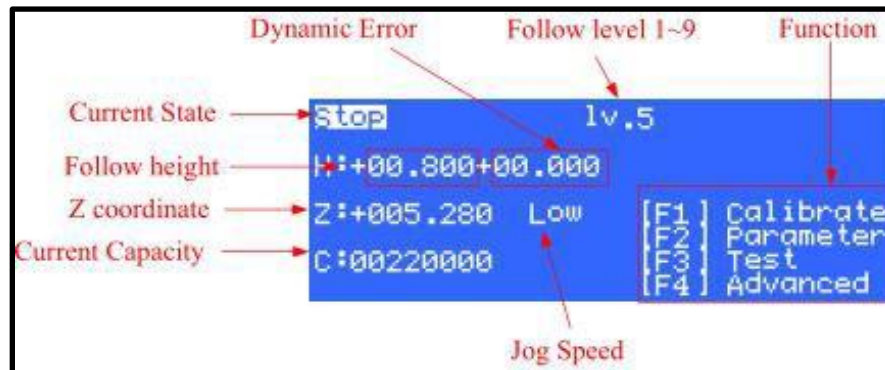 Dynamic Error Follow level 1~9 Function
Current State Stop lv.5
Follow height H:+00.800+00.000
Z coordinate Z:+005.280 Low [F1] Calibrate
[F2] Parameter
Current Capacity C:00220000 [F3] Test
[F4] Advanced
Jog Speed